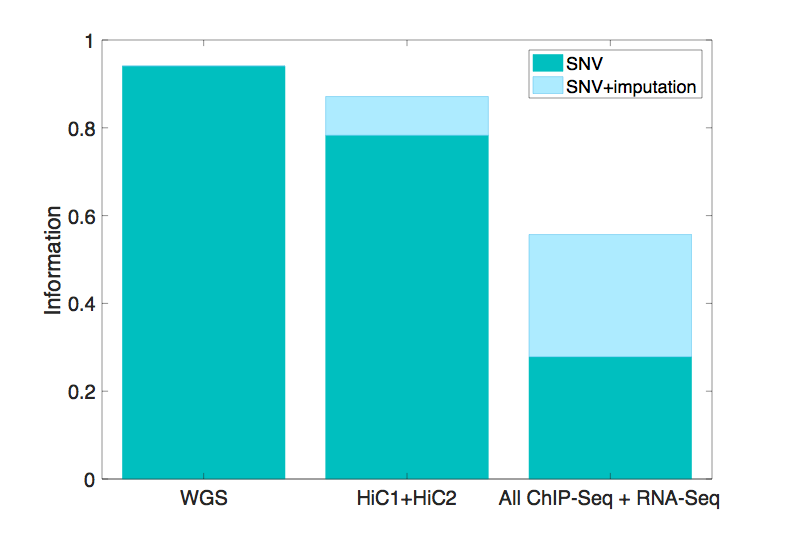 1
0.8
0.6
0.4
0.2
0
Information
SNV
SNV+imputation
WGS
HiC1+HiC2
All ChIP-Seq + RNA-Seq